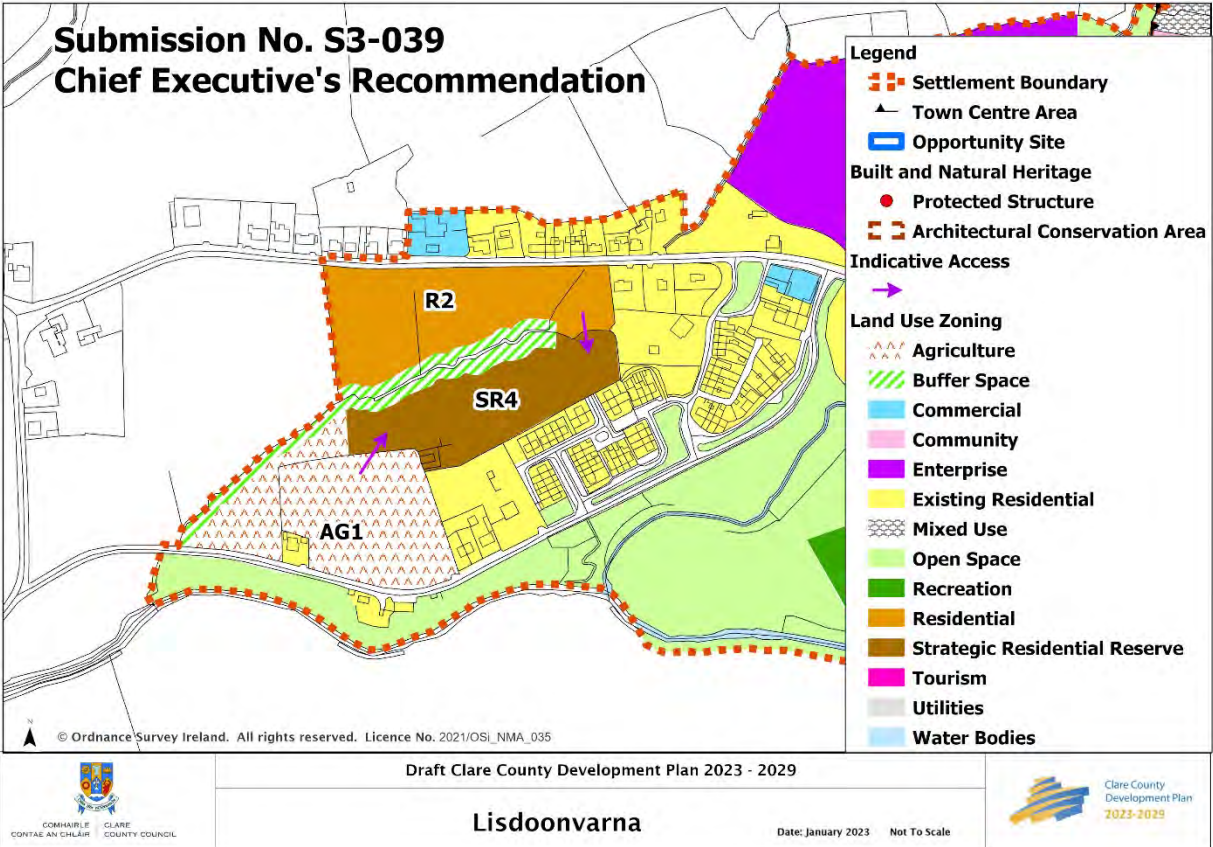 Submission No. S3-039
Chief Executive's Recommendation
R2
SR4
AG1
Legend
Settlement Boundary
Town Centre Area
Opportunity Site
Built and Natural Heritage
Protected Structure
Architectural Conservation Area
Indicative Access
Land Use Zoning
Agriculture
Buffer Space
Commercial
Community
Enterprise
Existing Residential
Mixed Use
Open Space
Recreation
Residential
Strategic Residential Reserve
Tourism
Utilities
Water Bodies
N
© Ordnance Survey Ireland. All rights reserved. Licence No. 2021/OSi_NMA_035
COMHAIRLE CLARE
CONTAE AN CHLÁIR COUNTY COUNCIL
Draft Clare County Development Plan 2023 - 2029
Lisdoonvarna
Date: January 2023 Not To Scale
Clare County
Development Plan
2023-2029